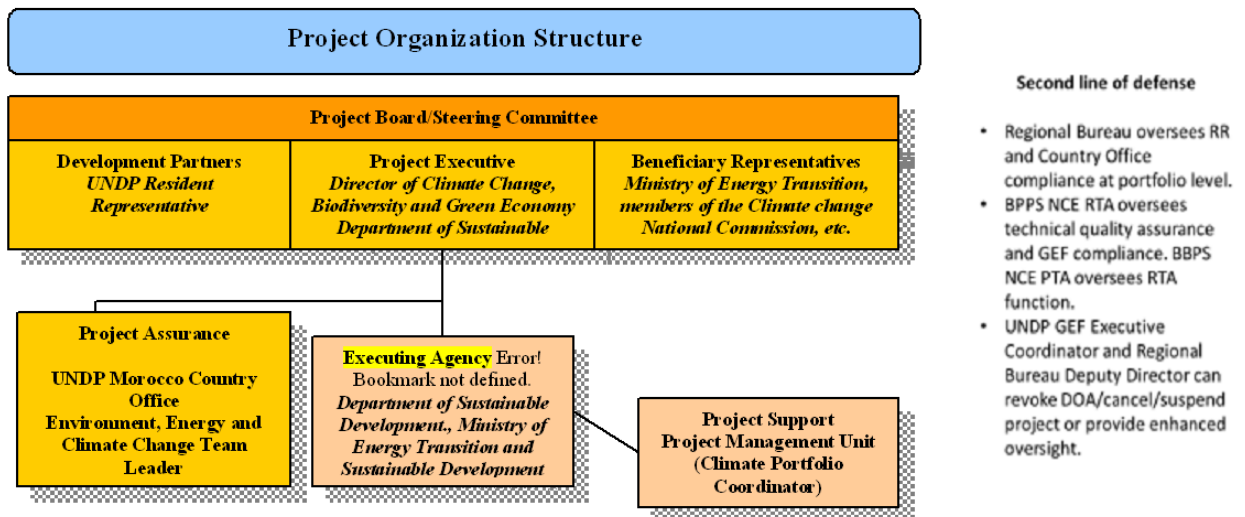 Project Organization Structure
Project Board/Steering Committee
Development Partners
UNDP Resident
Representative
Project Executive
Director of Climate Change,
Biodiversity and Green Economy
Department of Sustainable
Beneficiary Representatives
Ministry of Energy Transition,
members of the Climate change
National Commission, etc.
Project Assurance
UNDP Morocco Country
Office
Environment, Energy and
Climate Change Team
Leader
Executing Agency Error!
Bookmark not defined.
Department of Sustainable
Development., Ministry of
Energy Transition and
Sustainable Development
Project Support
Project Management Unit
(Climate Portfolio
Coordinator)
Second line of defense
• Regional Bureau oversees RR
and Country Office
compliance at portfolio level.
• BPPS NCE RTA oversees
technical quality assurance
and GEF compliance. BBPS
NCE PTA oversees RTA
function.
• UNDP GEF Executive
Coordinator and Regional
Bureau Deputy Director can
revoke DOA/cancel/suspend
project or provide enhanced
oversight.